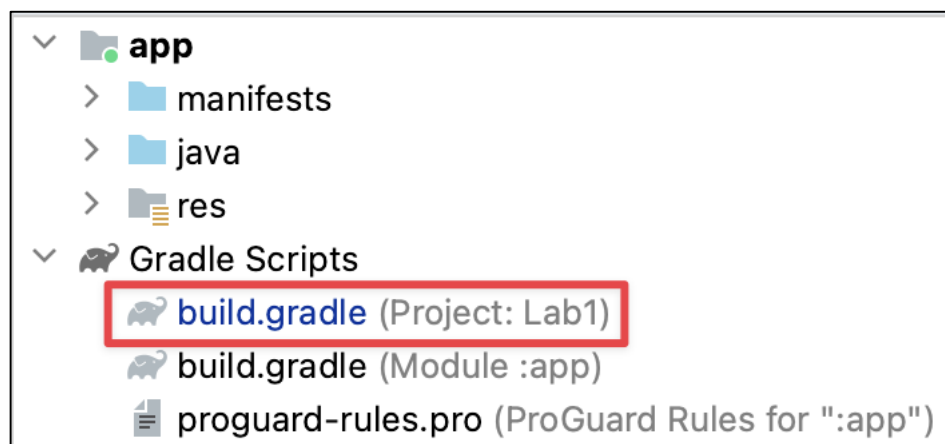 app
manifests
java
res
Gradle Scripts
build.gradle (Project: Lab1)
build.gradle (Module :app)
proguard-rules.pro (ProGuard Rules for ":app")